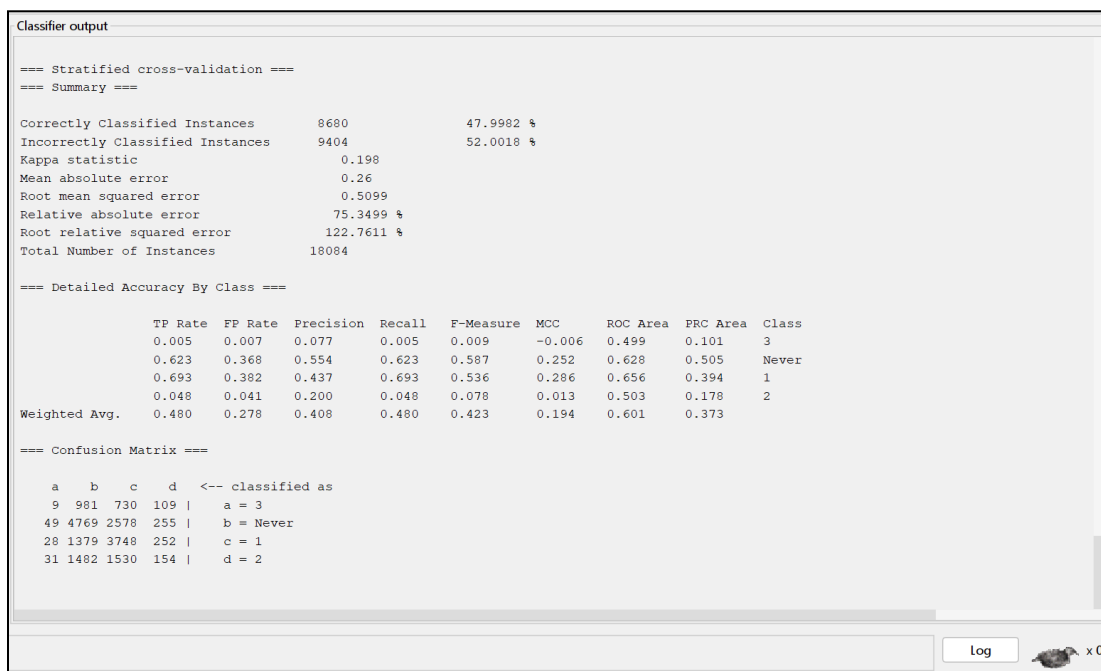 Classifier output
=== Stratified cross-validation ===
=== Summary ===
Correctly Classified Instances 8680 47.9982 %
Incorrectly Classified Instances 9404 52.0018 %
Kappa statistic 0.198
Mean absolute error 0.26
Root mean squared error 0.5099
Relative absolute error 75.3499 %
Root relative squared error 122.7611 %
Total Number of Instances 18084
=== Detailed Accuracy By Class ===
TP Rate FP Rate Precision Recall F-Measure MCC ROC Area PRC Area Class
0.005 0.007 0.077 0.005 0.009 -0.006 0.499 0.101 3
0.623 0.368 0.554 0.623 0.587 0.252 0.628 0.505 Never
0.693 0.382 0.437 0.693 0.536 0.286 0.656 0.394 1
0.048 0.041 0.200 0.048 0.078 0.013 0.503 0.178 2
Weighted Avg. 0.480 0.278 0.408 0.480 0.423 0.194 0.601 0.373
=== Confusion Matrix ===
a b c d <-- classified as
9 981 730 109 | a = 3
49 4769 2578 255 | b = Never
28 1379 3748 252 | c = 1
31 1482 1530 154 | d = 2
Log x 0